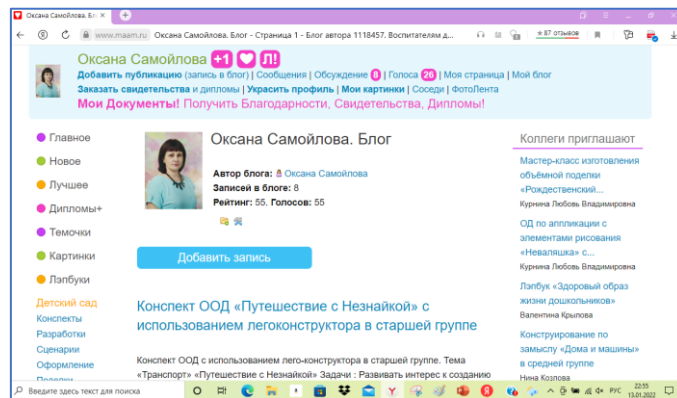 Оксана Самойлова. Бл
www.maam.ru Оксана Самойлова. Блог - Страница 1 - Блог автора 1118457. Воспитателям д...
+87 отзывов
Оксана Самойлова +1 Л!
Добавить публикацию (запись в блог) | Сообщения | Обсуждение 8 | Голоса 26 | Моя страница | Мой блог
Заказать свидетельства и дипломы | Украсить профиль | Мои картинки | Соседи | ФотоЛента
Мои Документы! Получить Благодарности, Свидетельства, Дипломы!
Главное
Новое
Лучшее
Дипломы+
Темочки
Картинки
Лэпбуки
Детский сад
Конспекты
Разработки
Сценарии
Оформление
Поделки
Оксана Самойлова. Блог
Автор блога: Оксана Самойлова
Записей в блоге: 8
Рейтинг: 55. Голосов: 55
Добавить запись
Конспект ООД «Путешествие с Незнайкой» с
использованием легоконструктора в старшей группе
Конспект ООД с использованием лего-конструктора в старшей группе. Тема
«Транспорт» «Путешествие с Незнайкой» Задачи : Развивать интерес к созданию
Коллеги приглашают
Мастер-класс изготовления
объёмной поделки
«Рождественский...
Курнина Любовь Владимировна
ОД по аппликации с
элементами рисования
«Неваляшка» с...
Курнина Любовь Владимировна
Лэпбук «Здоровый образ
жизни дошкольников»
Валентина Крылова
Конструирование по
замыслу «Дома и машины»
в средней группе
Нина Козлова
Введите здесь текст для поиска
РУС
22:55
13.01.2022